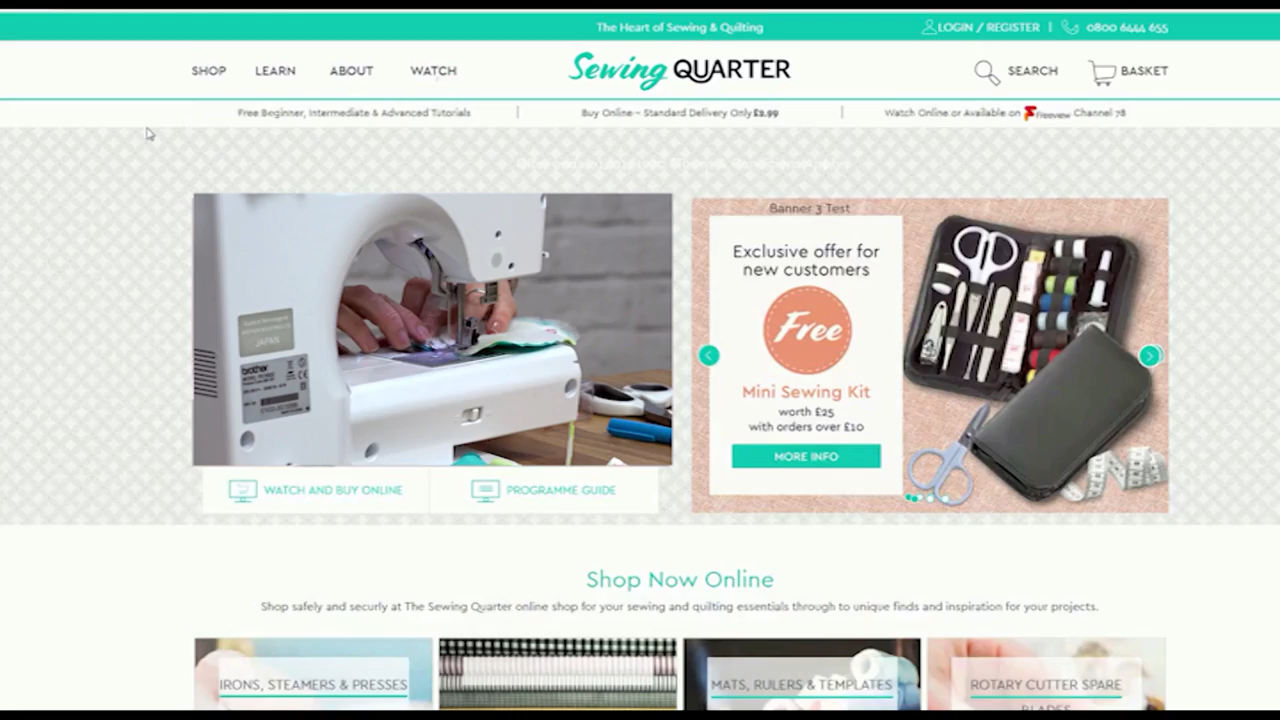 The Heart of Sewing & Quilting
LOGIN / REGISTER | 0800 6444 655
SHOP LEARN ABOUT WATCH
Sewing QUARTER
SEARCH BASKET
Free Beginner, Intermediate & Advanced Tutorials | Buy Online – Standard Delivery Only £2.99 | Watch Online or Available on Freeview Channel 78
JAPAN
brother
Banner 3 Test
Exclusive offer for
new customers
Free
Mini Sewing Kit
worth £25
with orders over £10
MORE INFO
WATCH AND BUY ONLINE
PROGRAMME GUIDE
Shop Now Online
Shop safely and securly at The Sewing Quarter online shop for your sewing and quilting essentials through to unique finds and inspiration for your projects.
IRONS, STEAMERS & PRESSES
MATS, RULERS & TEMPLATES
ROTARY CUTTER SPARE
BLADES